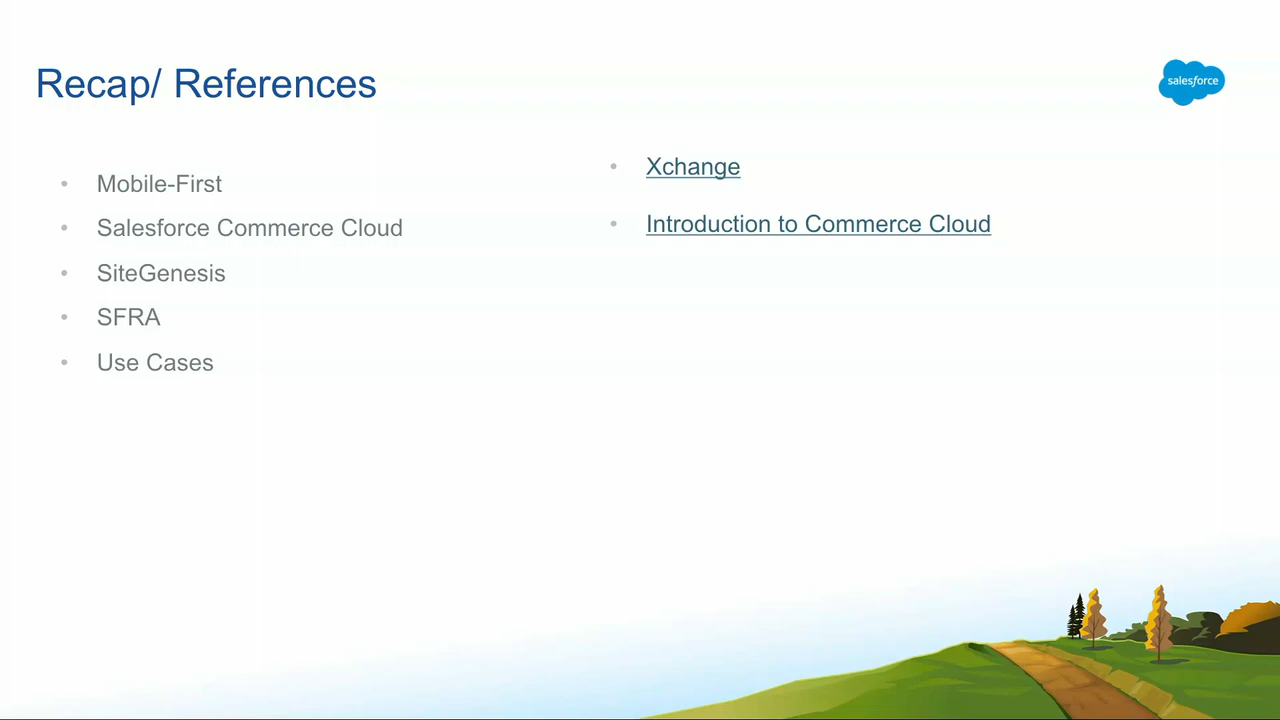 Recap/ References
salesforce
Mobile-First
Salesforce Commerce Cloud
SiteGenesis
SFRA
Use Cases
Xchange
Introduction to Commerce Cloud